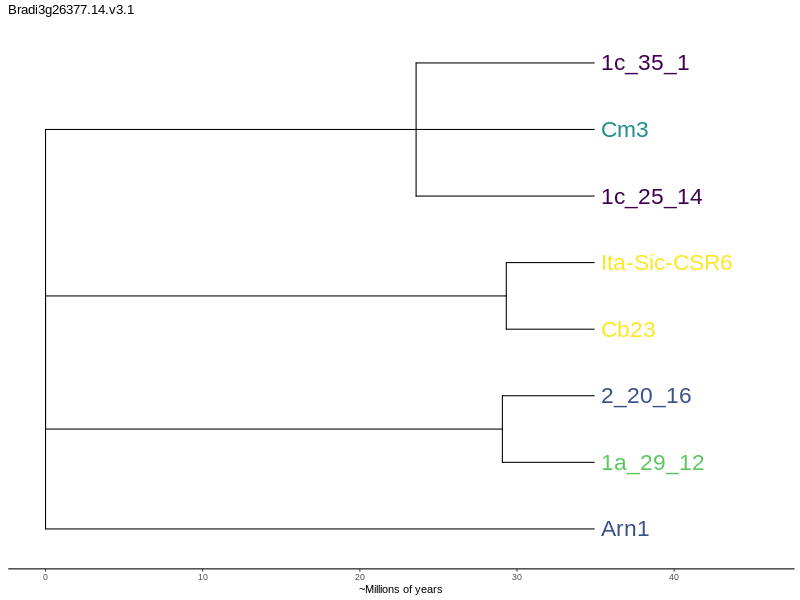 Bradi3g26377.14.v3.1
1c_35_1
Cm3
1c_25_14
Ita-Sic-CSR6
Cb23
2_20_16
1a_29_12
Arn1
0 10 20 30 40
~Millions of years